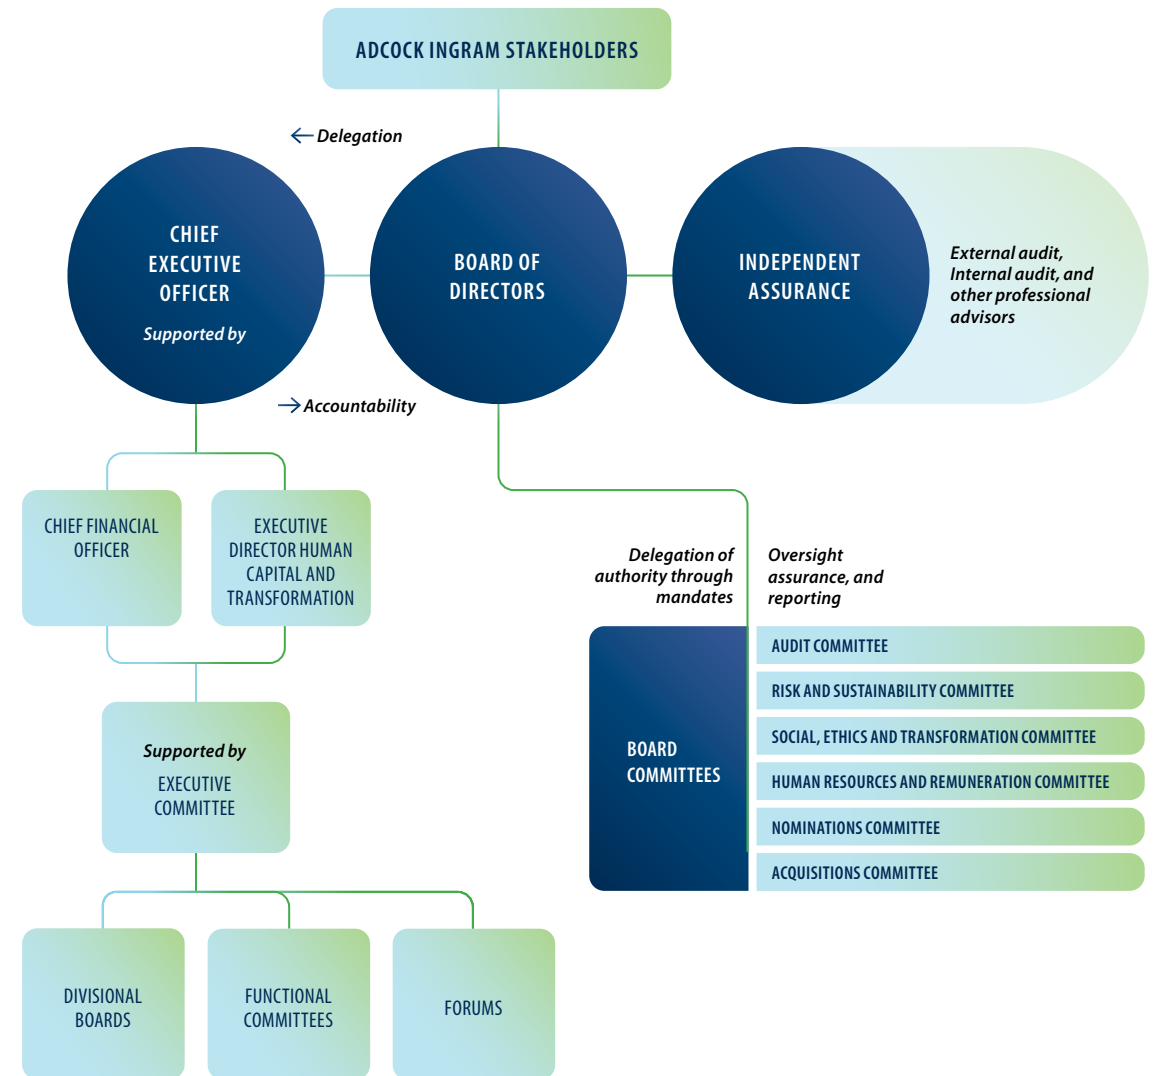 ADCOCK INGRAM STAKEHOLDERS
Delegation
CHIEF
EXECUTIVE
OFFICER
Supported by
BOARD OF
DIRECTORS
INDEPENDENT
ASSURANCE
External audit,
Internal audit, and
other professional
advisors
Accountability
CHIEF FINANCIAL
OFFICER
EXECUTIVE
DIRECTOR HUMAN
CAPITAL AND
TRANSFORMATION
Supported by
EXECUTIVE
COMMITTEE
DIVISIONAL
BOARDS
FUNCTIONAL
COMMITTEES
FORUMS
Delegation of
authority through
mandates
Oversight
assurance, and
reporting
BOARD
COMMITTEES
AUDIT COMMITTEE
RISK AND SUSTAINABILITY COMMITTEE
SOCIAL, ETHICS AND TRANSFORMATION COMMITTEE
HUMAN RESOURCES AND REMUNERATION COMMITTEE
NOMINATIONS COMMITTEE
ACQUISITIONS COMMITTEE